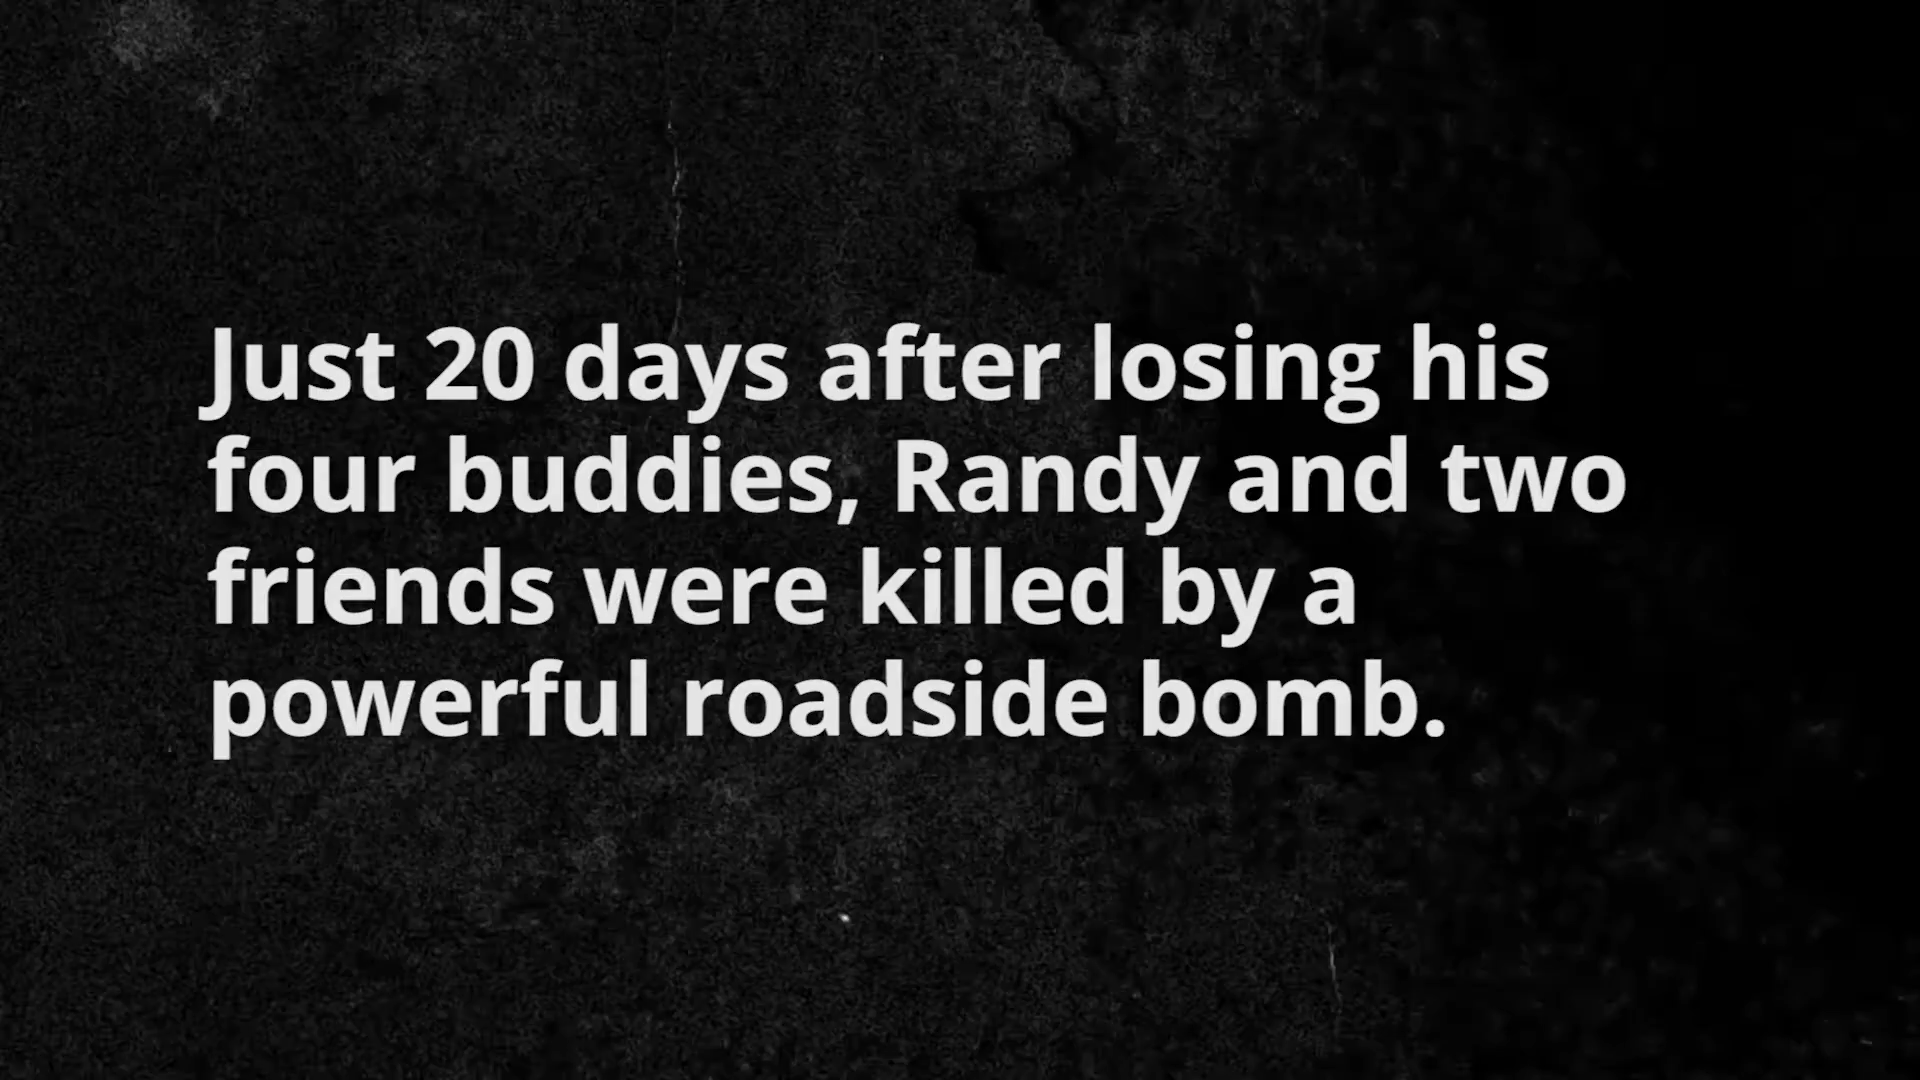 Just 20 days after losing his
four buddies, Randy and two
friends were killed by a
powerful roadside bomb.